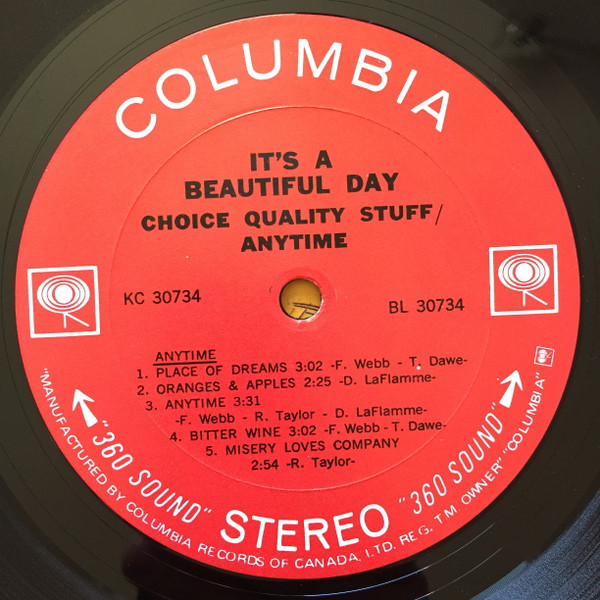 COLUMBIA
IT'S A
BEAUTIFUL DAY
CHOICE QUALITY STUFF/
ANYTIME
KC 30734
BL 30734
ANYTIME
1. PLACE OF DREAMS 3:02 -F. Webb - T. Dawe-
2. ORANGES & APPLES 2:25 -D. LaFlamme-
3. ANYTIME 3:31
-F. Webb - R. Taylor - D. LaFlamme-
4. BITTER WINE 3:02 -F. Webb - T. Dawe-
5. MISERY LOVES COMPANY
2:54 -R. Taylor-
"360 SOUND" STEREO "360 SOUND"
"MANUFACTURED BY COLUMBIA RECORDS OF CANADA, LTD. REG. T.M. OWNER" "COLUMBIA"